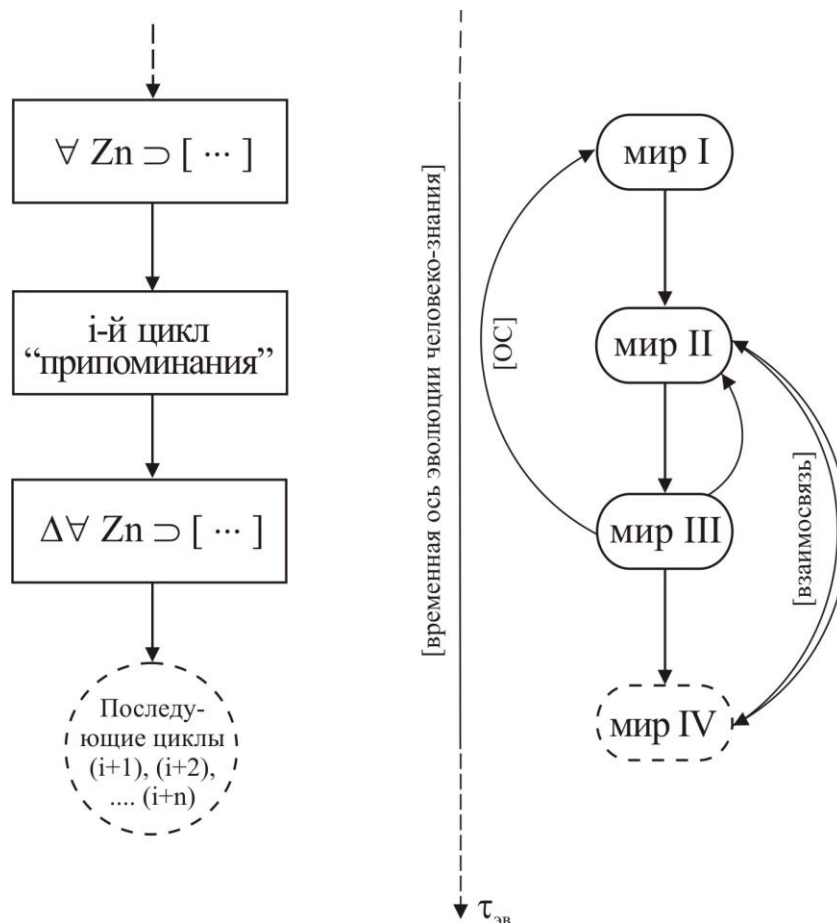 ∀ Zn ⊃ [ ··· ]
i-й цикл
“припоминания”
Δ∀ Zn ⊃ [ ··· ]
Последу-
ющие циклы
(i+1), (i+2),
.... (i+n)
[временная ось эволюции человеко-знания]
τэв
мир I
[ОС]
мир II
мир III
[взаимосвязь]
мир IV